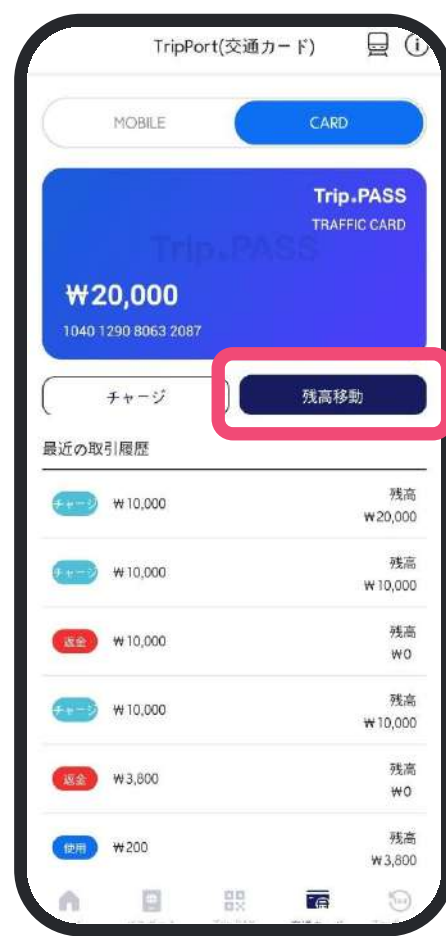 TripPort(交通カード)
MOBILE
CARD
Trip.PASS
TRAFFIC CARD
Trip.PASS
₩20,000
1040 1290 8063 2087
チャージ
残高移動
最近の取引履歴
チャージ ₩10,000 残高
₩20,000
チャージ ₩10,000 残高
₩10,000
返金 ₩10,000 残高
₩0
チャージ ₩10,000 残高
₩10,000
返金 ₩3,800 残高
₩0
使用 ₩200 残高
₩3,800